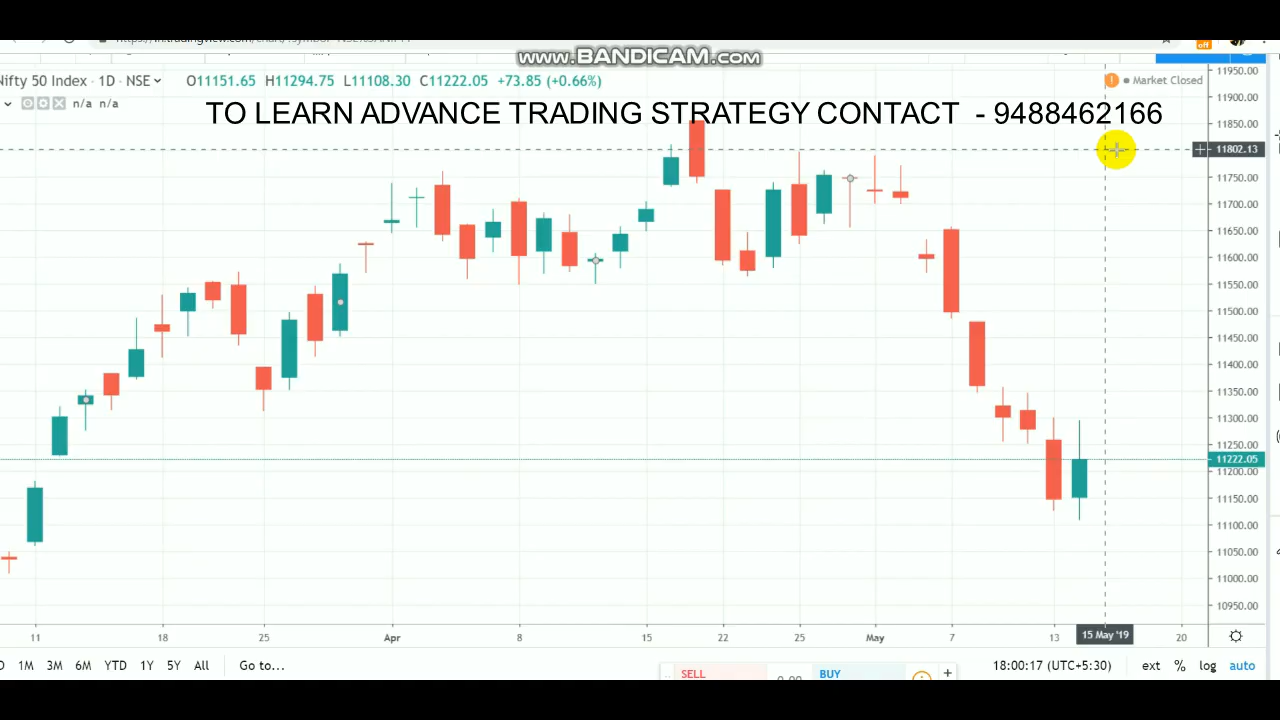 WWW.BANDICAM.COM
Nifty 50 Index · 1D · NSE O11151.65 H11294.75 L11108.30 C11222.05 +73.85 (+0.66%)
Market Closed
n/a n/a
TO LEARN ADVANCE TRADING STRATEGY CONTACT - 9488462166
11950.00
11900.00
11850.00
11802.13
11750.00
11700.00
11650.00
11600.00
11550.00
11500.00
11450.00
11400.00
11350.00
11300.00
11250.00
11222.05
11200.00
11150.00
11100.00
11050.00
11000.00
10950.00
11 18 25 Apr 8 15 22 25 May 7 13 15 May '19 20
1M 3M 6M YTD 1Y 5Y All Go to... 18:00:17 (UTC+5:30) ext % log auto
SELL BUY